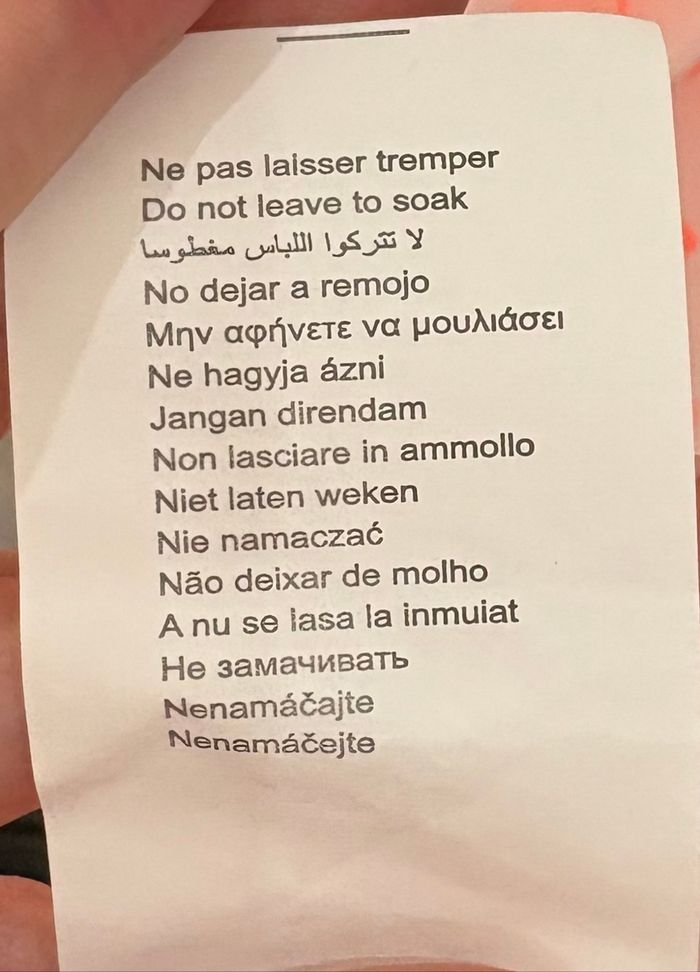 Ne pas laisser tremper
Do not leave to soak
لا تتركوا اللباس مغطوسا
No dejar a remojo
Μην αφήνετε να μουλιάσει
Ne hagyja ázni
Jangan direndam
Non lasciare in ammollo
Niet laten weken
Nie namaczać
Não deixar de molho
A nu se lasa la inmuiat
Не замачивать
Nenamáčajte
Nenamáčejte